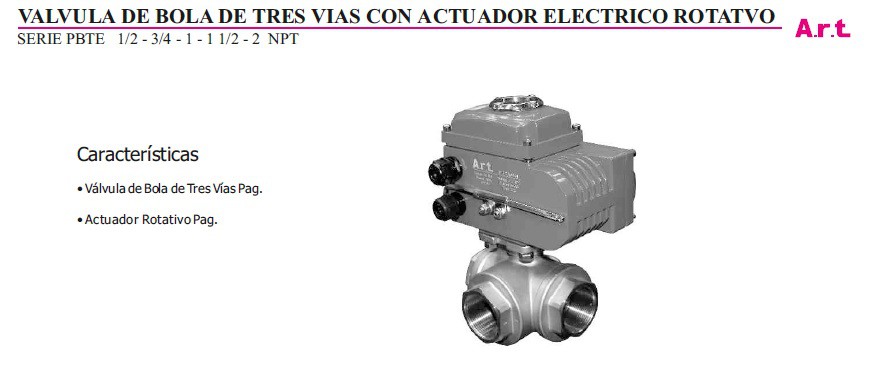 VALVULA DE BOLA DE TRES VIAS CON ACTUADOR ELECTRICO ROTATVO
A.r.t.
SERIE PBTE 1/2 - 3/4 - 1 - 1 1/2 - 2 NPT
Características
• Válvula de Bola de Tres Vías Pag.
• Actuador Rotativo Pag.
A.r.t.